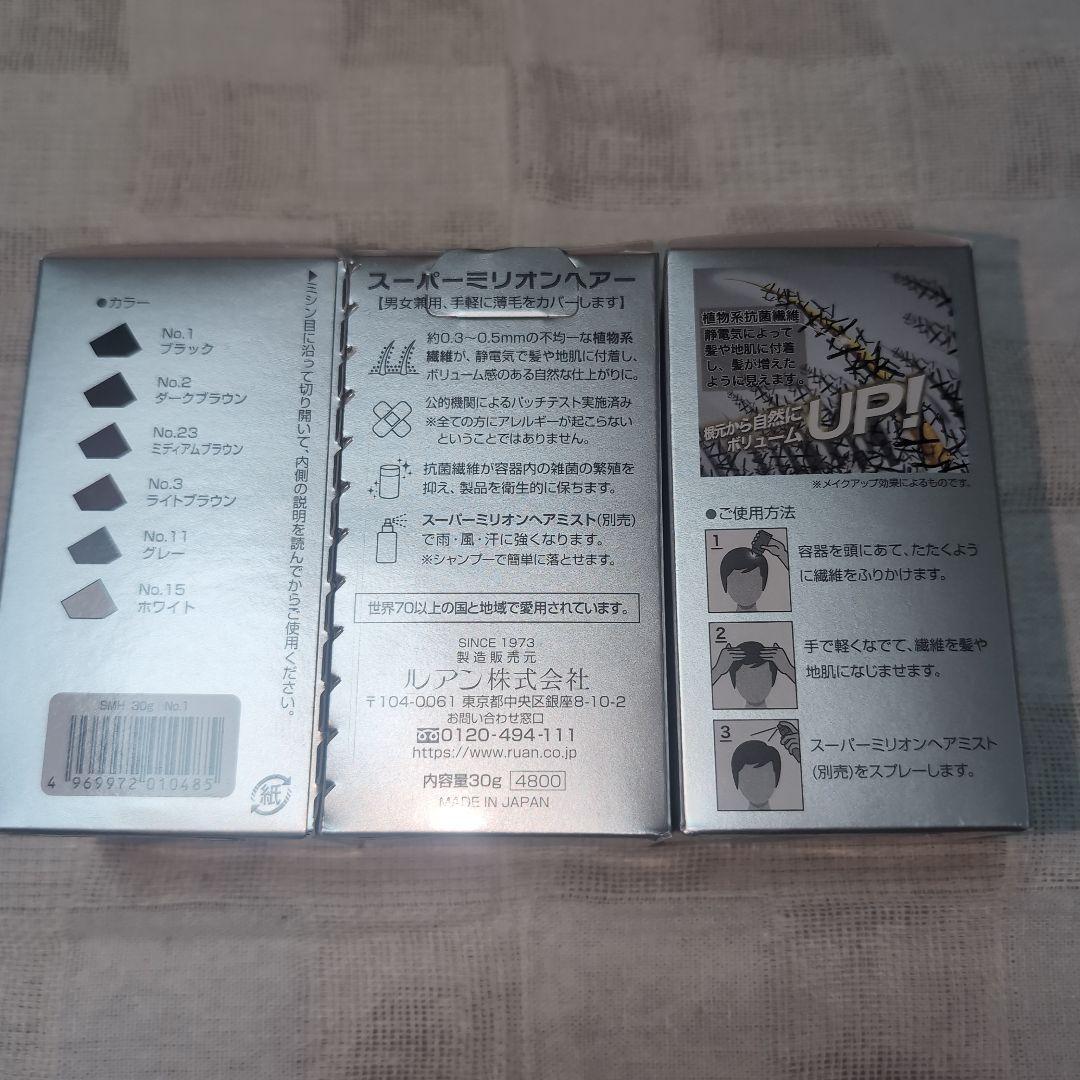 ●カラー
No.1
ブラック
No.2
ダークブラウン
No.23
ミディアムブラウン
No.3
ライトブラウン
No.11
グレー
No.15
ホワイト
▶ミシン目に沿って切り開いて、内側の説明を読んでからご使用ください。
SMH 30g No.1
4 969972 010485
紙
スーパーミリオンヘアー
【男女兼用、手軽に薄毛をカバーします】
約0.3〜0.5mmの不均一な植物系
繊維が、静電気で髪や地肌に付着し、
ボリューム感のある自然な仕上がりに。
公的機関によるパッチテスト実施済み
※全ての方にアレルギーが起こらない
ということではありません。
抗菌繊維が容器内の雑菌の繁殖を
抑え、製品を衛生的に保ちます。
スーパーミリオンヘアミスト(別売)
で雨・風・汗に強くなります。
※シャンプーで簡単に落とせます。
世界70以上の国と地域で愛用されています。
SINCE 1973
製造販売元
ルアン株式会社
〒104-0061 東京都中央区銀座8-10-2
お問い合わせ窓口
0120-494-111
https://www.ruan.co.jp
内容量30g 4800
MADE IN JAPAN
植物系抗菌繊維
静電気によって
髪や地肌に付着
し、髪が増えた
ように見えます。
根元から自然に
ボリューム UP!
※メイクアップ効果によるものです。
●ご使用方法
1
容器を頭にあて、たたくよう
に繊維をふりかけます。
2
手で軽くなでて、繊維を髪や
地肌になじませます。
3
スーパーミリオンヘアミスト
(別売)をスプレーします。